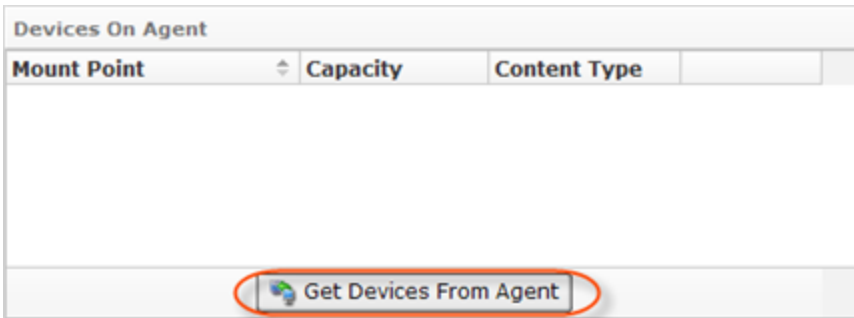 Devices On Agent
Mount Point Capacity Content Type
Get Devices From Agent